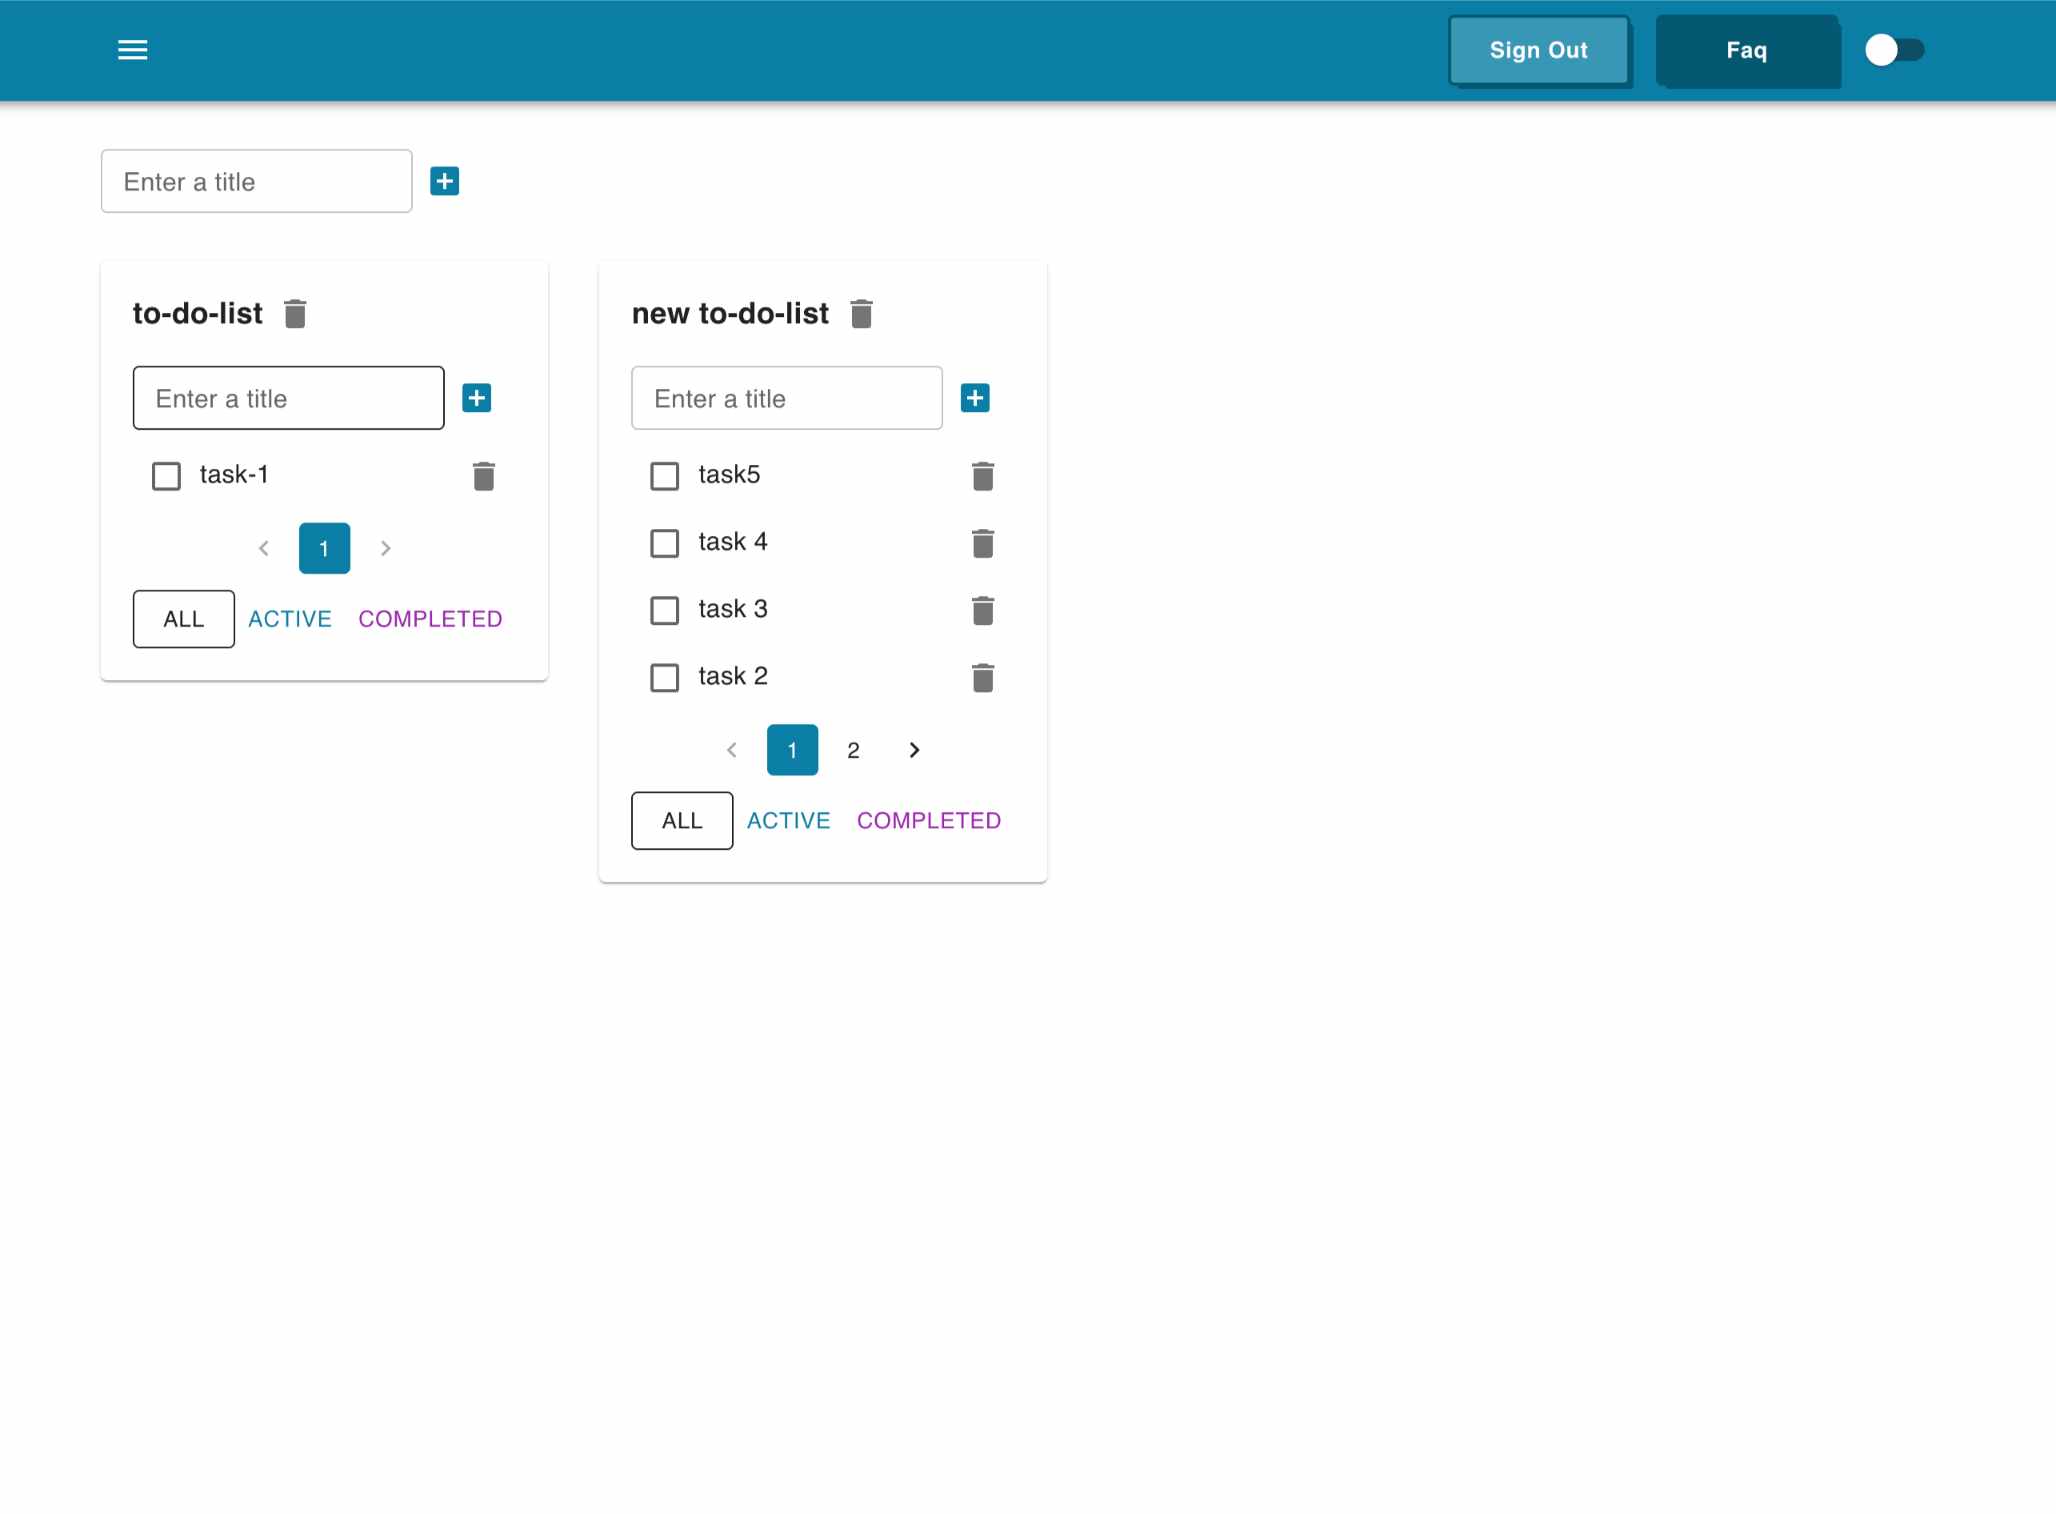 Sign Out
Faq
Enter a title
to-do-list
Enter a title
task-1
1
ALL ACTIVE COMPLETED
new to-do-list
Enter a title
task5
task 4
task 3
task 2
1 2
ALL ACTIVE COMPLETED